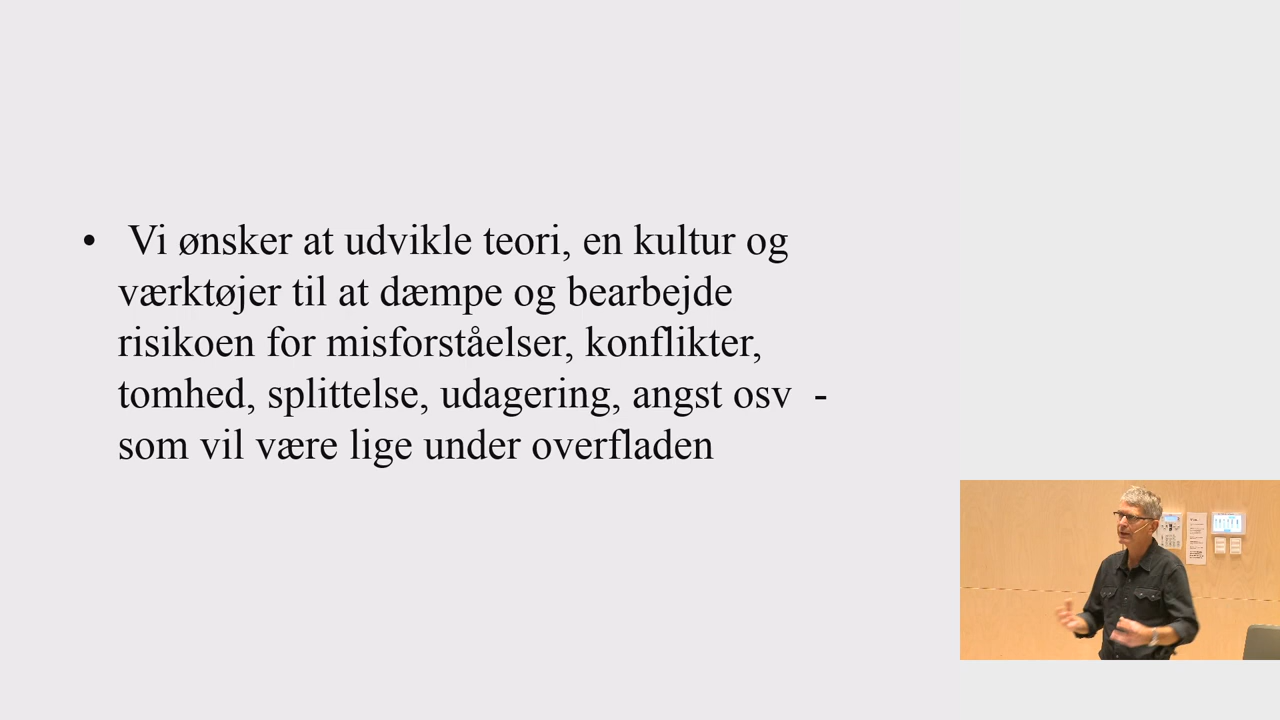 • Vi ønsker at udvikle teori, en kultur og
værktøjer til at dæmpe og bearbejde
risikoen for misforståelser, konflikter,
tomhed, splittelse, udagering, angst osv -
som vil være lige under overfladen